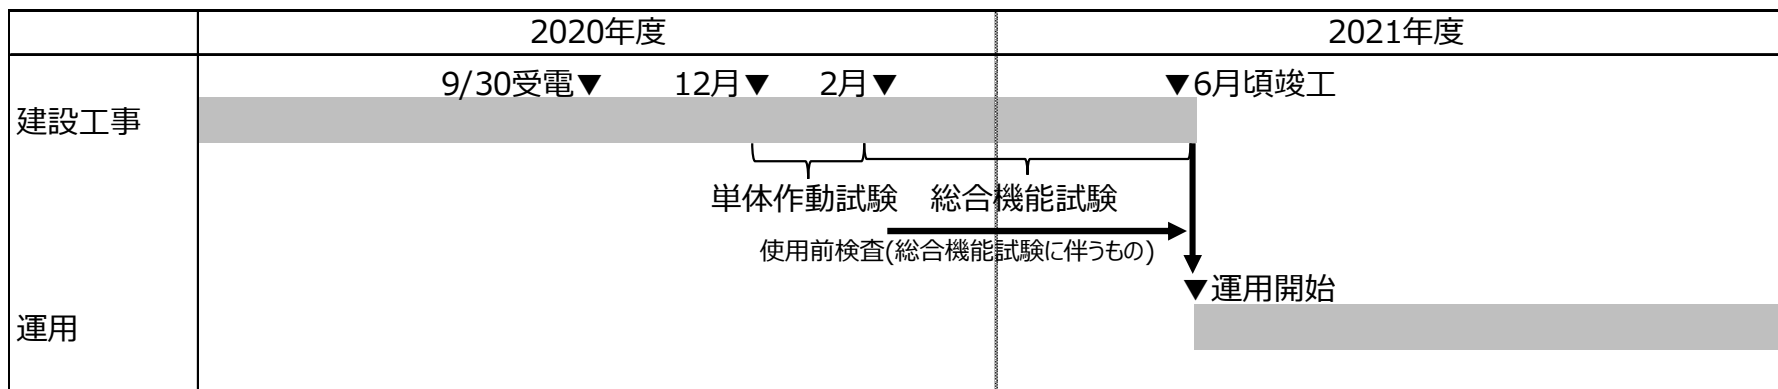 2020年度
2021年度
9/30受電▼
12月▼
2月▼
▼6月頃竣工
建設工事
単体作動試験
総合機能試験
使用前検査(総合機能試験に伴うもの)
▼運用開始
運用